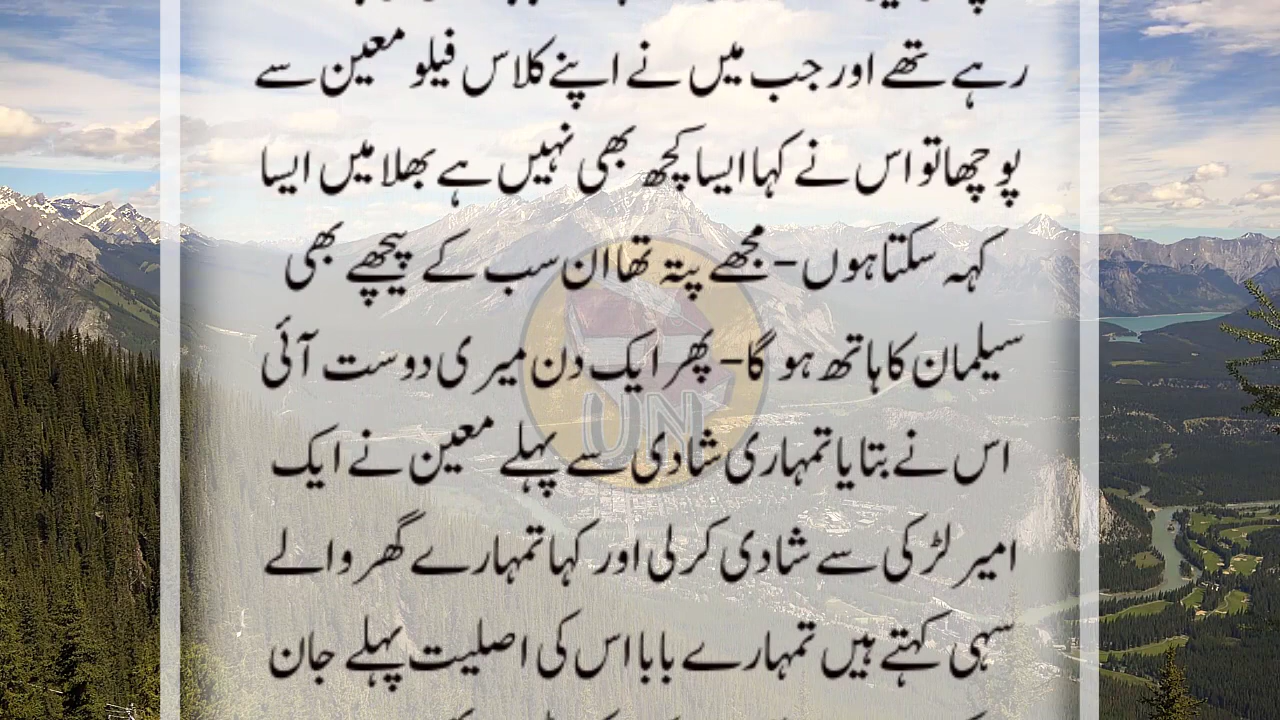 رہے تھے اور جب میں نے اپنے کلاس فیلو معین سے
پوچھا تو اس نے کہا ایسا کچھ بھی نہیں ہے بھلا میں ایسا
کہہ سکتا ہوں- مجھے پتہ تھا ان سب کے پیچھے بھی
سیلمان کا ہاتھ ہو گا- پھر ایک دن میری دوست آئی
اس نے بتایا تمہاری شادی سے پہلے معین نے ایک
امیر لڑکی سے شادی کر لی اور کہا تمہارے گھر والے
سہی کہتے ہیں تمہارے بابا اس کی اصلیت پہلے جان
UN